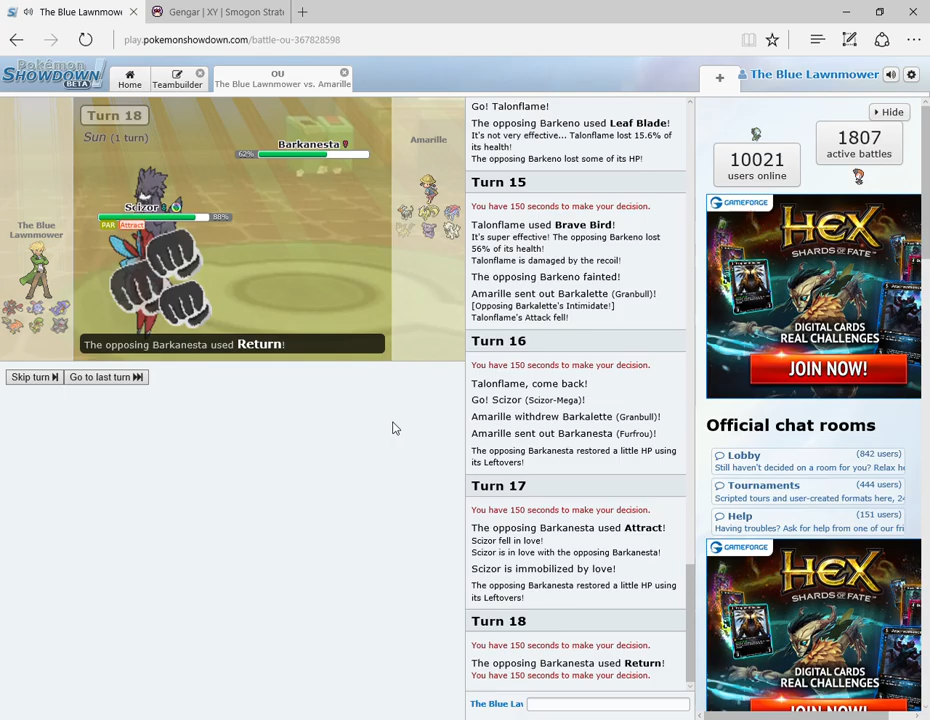 The Blue Lawnmowe
Gengar | XY | Smogon Strate
play.pokemonshowdown.com/battle-ou-367828598
Pokémon
SHOWDOWN
BETA
Home
Teambuilder
OU
The Blue Lawnmower vs. Amarille
The Blue Lawnmower
Turn 18
Sun (1 turn)
Barkanesta
62%
Amarille
Scizor
88%
PAR Attract
The Blue
Lawnmower
The opposing Barkanesta used Return!
Skip turn
Go to last turn
Go! Talonflame!
The opposing Barkeno used Leaf Blade!
It's not very effective... Talonflame lost 15.6% of
its health!
The opposing Barkeno lost some of its HP!
Turn 15
You have 150 seconds to make your decision.
Talonflame used Brave Bird!
It's super effective! The opposing Barkeno lost
56% of its health!
Talonflame is damaged by the recoil!
The opposing Barkeno fainted!
Amarille sent out Barkalette (Granbull)!
[Opposing Barkalette's Intimidate!]
Talonflame's Attack fell!
Turn 16
You have 150 seconds to make your decision.
Talonflame, come back!
Go! Scizor (Scizor-Mega)!
Amarille withdrew Barkalette (Granbull)!
Amarille sent out Barkanesta (Furfrou)!
The opposing Barkanesta restored a little HP using
its Leftovers!
Turn 17
You have 150 seconds to make your decision.
The opposing Barkanesta used Attract!
Scizor fell in love!
Scizor is in love with the opposing Barkanesta!
Scizor is immobilized by love!
The opposing Barkanesta restored a little HP using
its Leftovers!
Turn 18
You have 150 seconds to make your decision.
The opposing Barkanesta used Return!
You have 150 seconds to make your decision.
The Blue Lav
Hide
10021
users online
1807
active battles
GAMEFORGE
HEX
SHARDS OF FATE
DIGITAL CARDS
REAL CHALLENGES
JOIN NOW!
Official chat rooms
Lobby (842 users)
Still haven't decided on a room for you? Relax he
Tournaments (444 users)
Scripted tours and user-created formats here, 24
Help (151 users)
Having troubles? Ask for help from one of our fri
GAMEFORGE
HEX
SHARDS OF FATE
DIGITAL CARDS
REAL CHALLENGES
JOIN NOW!